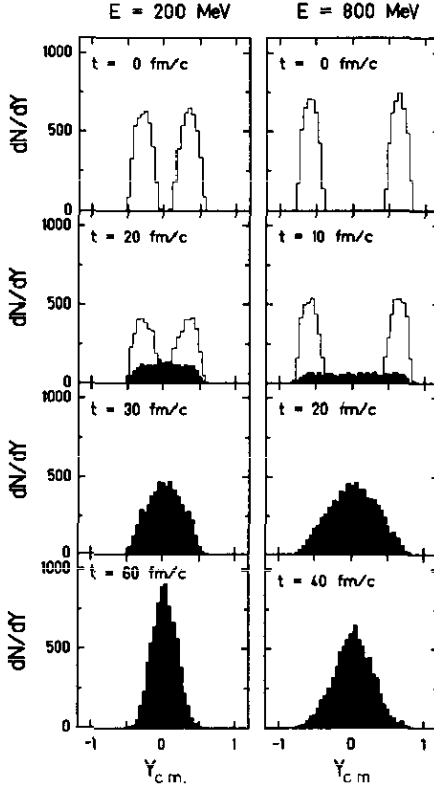 E = 200 MeV E = 800 MeV
dN/dY
1000
500
0
t = 0 fm/c
t = 0 fm/c
dN/dY
1000
500
0
t = 20 fm/c
t = 10 fm/c
dN/dY
1000
500
0
t = 30 fm/c
t = 20 fm/c
dN/dY
1000
500
0
t = 60 fm/c
t = 40 fm/c
-1 0 1 -1 0 1
Yc m. Yc m